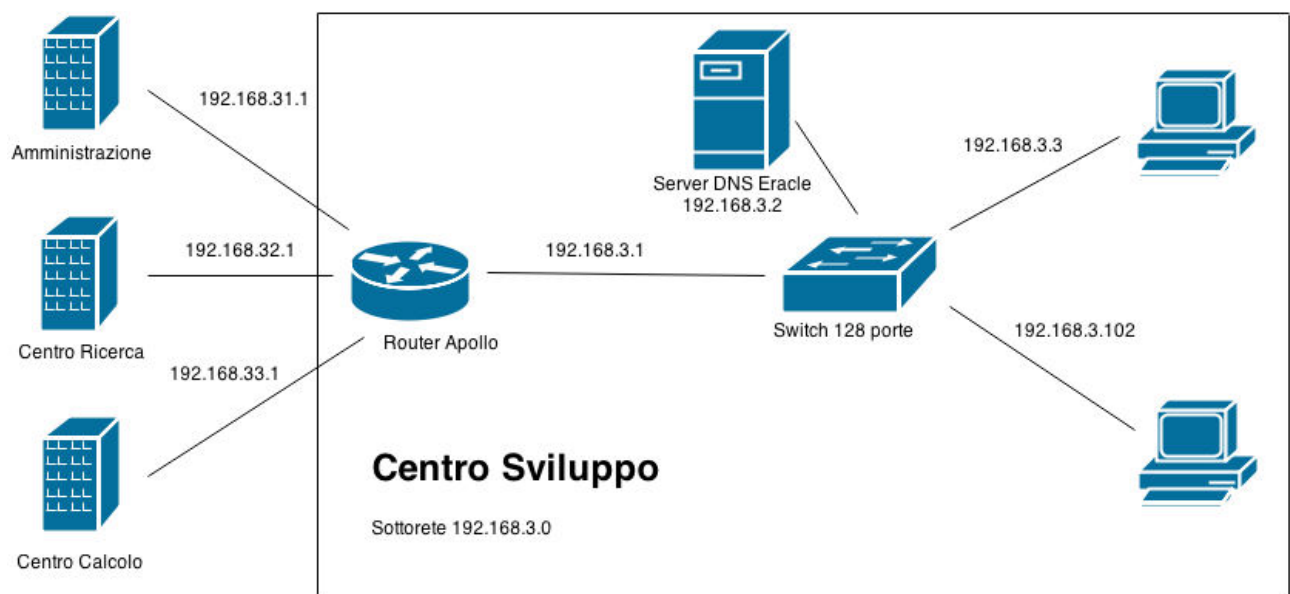 192.168.31.1
Amministrazione
Server DNS Eracle
192.168.3.2
192.168.3.3
192.168.32.1
192.168.3.1
Centro Ricerca
Router Apollo
Switch 128 porte
192.168.3.102
192.168.33.1
Centro Sviluppo
Sottorete 192.168.3.0
Centro Calcolo